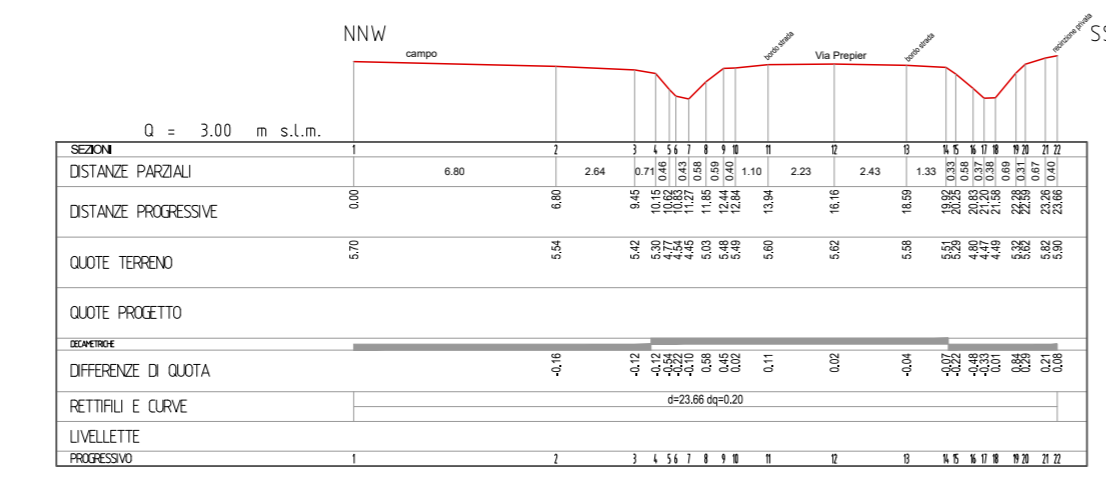 NNW
SS
campo
bordo strada
Via Prepier
bordo strada
recinzione privata
Q = 3.00 m s.l.m.
SEZIONI 1 2 3 4 5 6 7 8 9 10 11 12 13 14 15 16 17 18 19 20 21 22
DISTANZE PARZIALI 6.80 2.64 0.71 0.46 0.43 0.58 0.59 0.40 1.10 2.23 2.43 1.33 0.33 0.58 0.37 0.38 0.69 0.31 0.67 0.40
DISTANZE PROGRESSIVE 0.00 6.80 9.45 10.15 10.62 10.83 11.27 11.85 12.44 12.84 13.94 16.16 18.59 19.92 20.25 20.83 21.20 21.58 22.28 22.59 23.26 23.66
QUOTE TERRENO 5.70 5.54 5.42 5.30 4.77 4.54 4.45 5.03 5.48 5.49 5.60 5.62 5.58 5.51 5.29 4.80 4.47 4.49 5.32 5.62 5.82 5.90
QUOTE PROGETTO
DECAMETRICHE
DIFFERENZE DI QUOTA -0.16 -0.12 -0.12 -0.54 -0.22 -0.10 0.58 0.45 0.02 0.11 0.02 -0.04 -0.07 -0.22 -0.48 -0.33 0.01 0.84 0.29 0.21 0.08
RETTIFILI E CURVE d=23.66 dq=0.20
LIVELLETTE
PROGRESSIVO 1 2 3 4 5 6 7 8 9 10 11 12 13 14 15 16 17 18 19 20 21 22